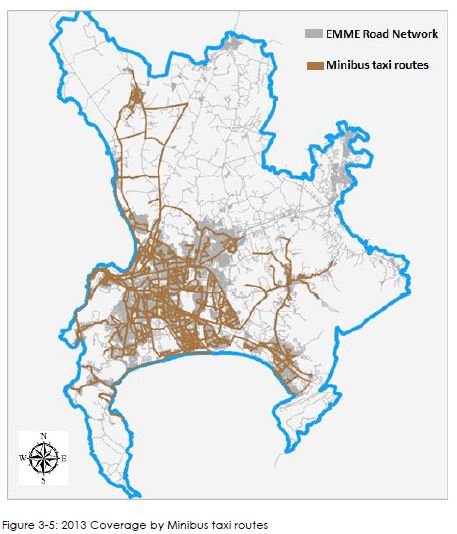 EMME Road Network
Minibus taxi routes
N
W E
S
Figure 3-5: 2013 Coverage by Minibus taxi routes